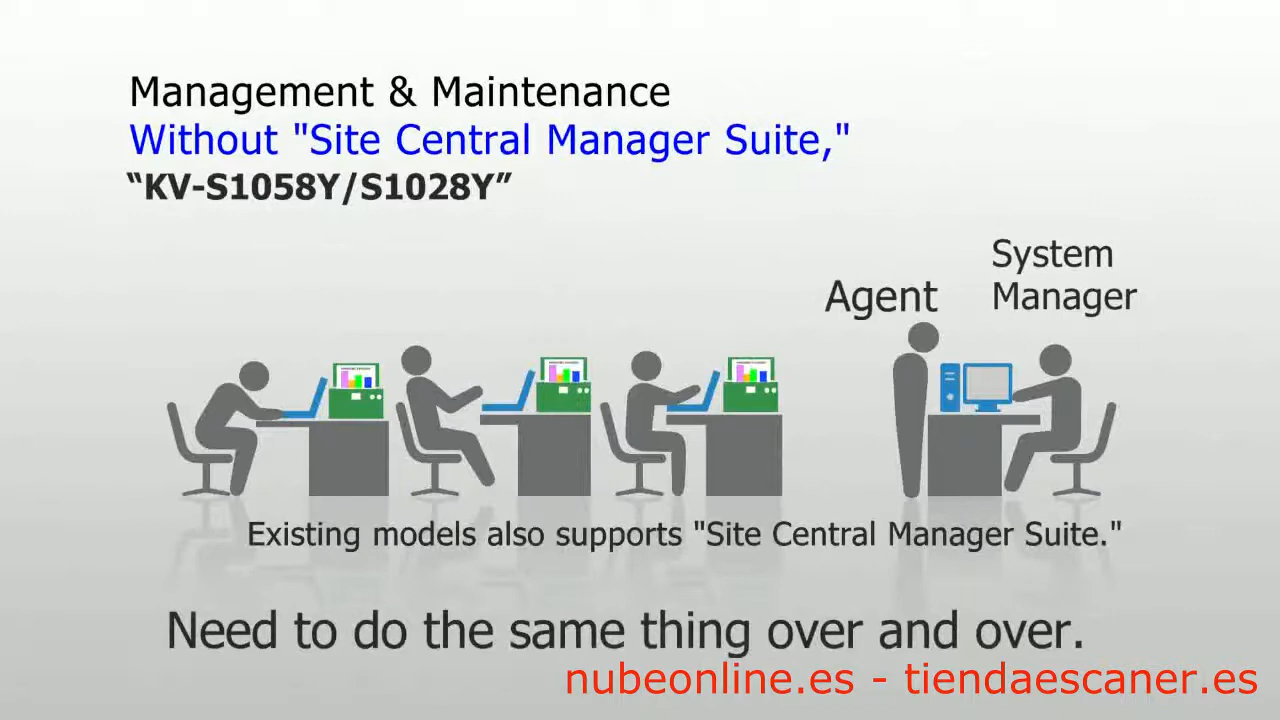 Management & Maintenance
Without "Site Central Manager Suite,"
“KV-S1058Y/S1028Y”
System
Manager
Agent
Existing models also supports "Site Central Manager Suite."
Need to do the same thing over and over.
nubeonline.es - tiendaescaner.es